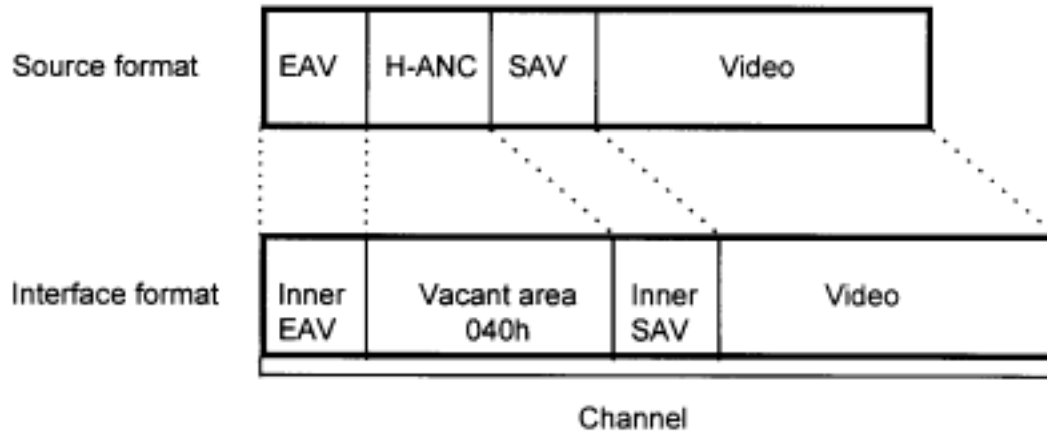 Source format
EAV
H-ANC
SAV
Video
Interface format
Inner
EAV
Vacant area
040h
Inner
SAV
Video
Channel